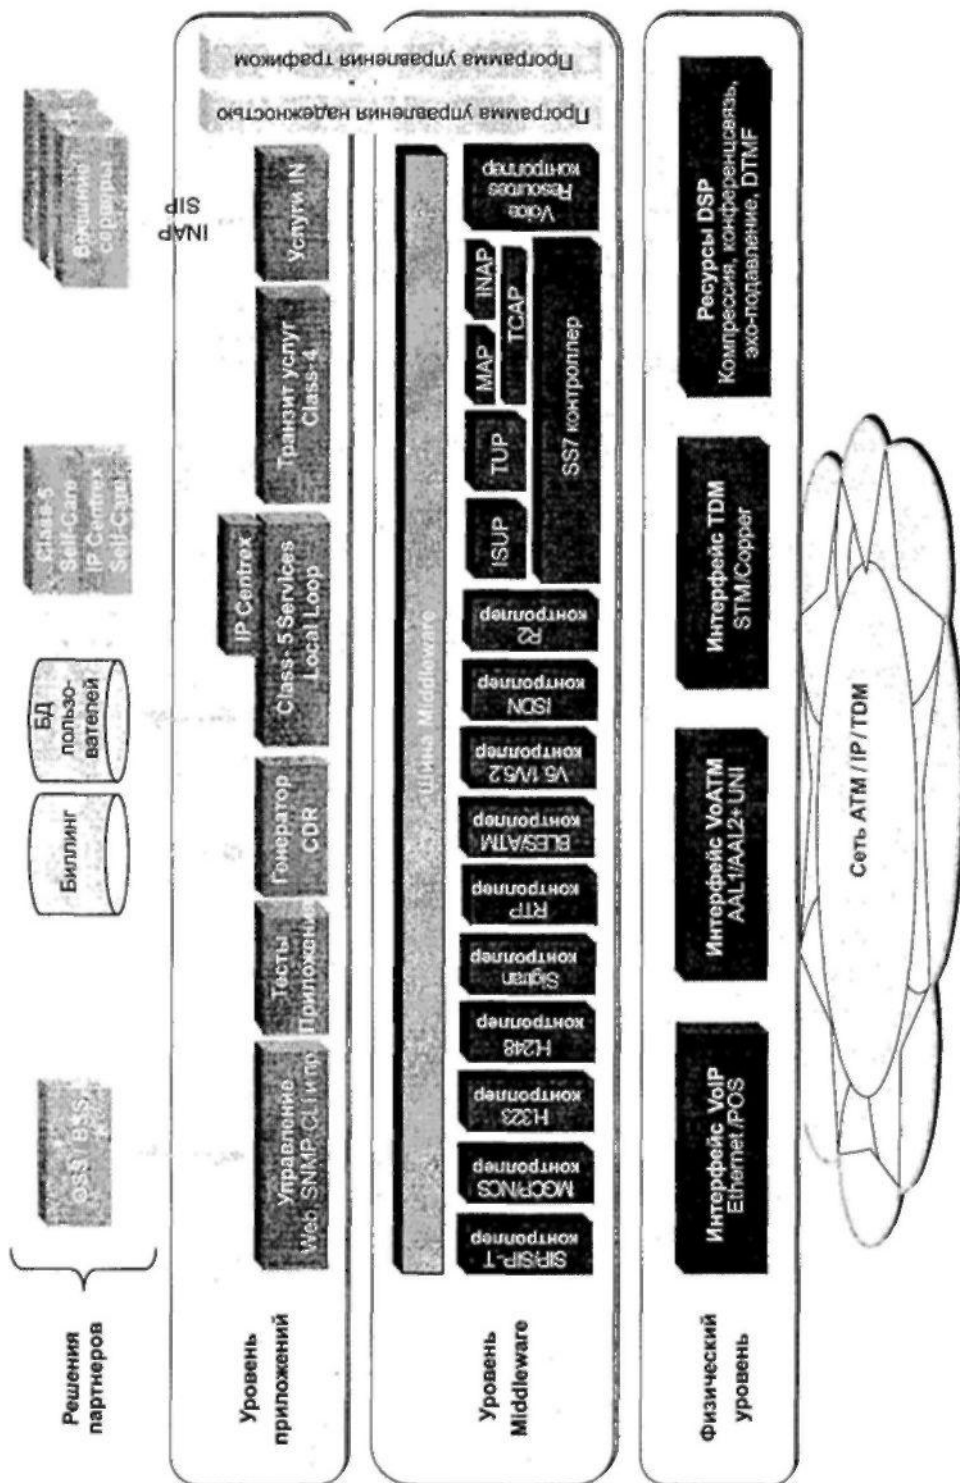 Решения
партнеров
OSS / BSS
Биллинг
БД
пользо-
вателей
Class-5
Self-Care
IP Centrex
Self-Care
Внешние
серверы
INAP
SIP
Уровень
приложений
Управление
Web, SNMP, CLI и пр
Тесты
Приложений
Генератор
CDR
IP Centrex
Class- 5 Services
Local Loop
Транзит услуг
Class-4
Услуги IN
Программа управления надежностью
Программа управления трафиком
Уровень
Middleware
Шина Middleware
SIP/SIP-T
контроллер
MGCP/NCS
контроллер
H323
контроллер
H248
контроллер
Sigtran
контроллер
RTP
контроллер
BLES/ATM
контроллер
V5.1/V5.2
контроллер
ISDN
контроллер
R2
контроллер
ISUP
TUP
MAP
INAP
TCAP
SS7 контроллер
Voice
Resources
контроллер
Физический
уровень
Интерфейс VoIP
Ethernet /POS
Интерфейс VoATM
AAL1/AAL2+ UNI
Интерфейс TDM
STM/Copper
Ресурсы DSP
Компрессия, конференцсвязь,
эхо-подавление, DTMF
Сеть ATM / IP / TDM